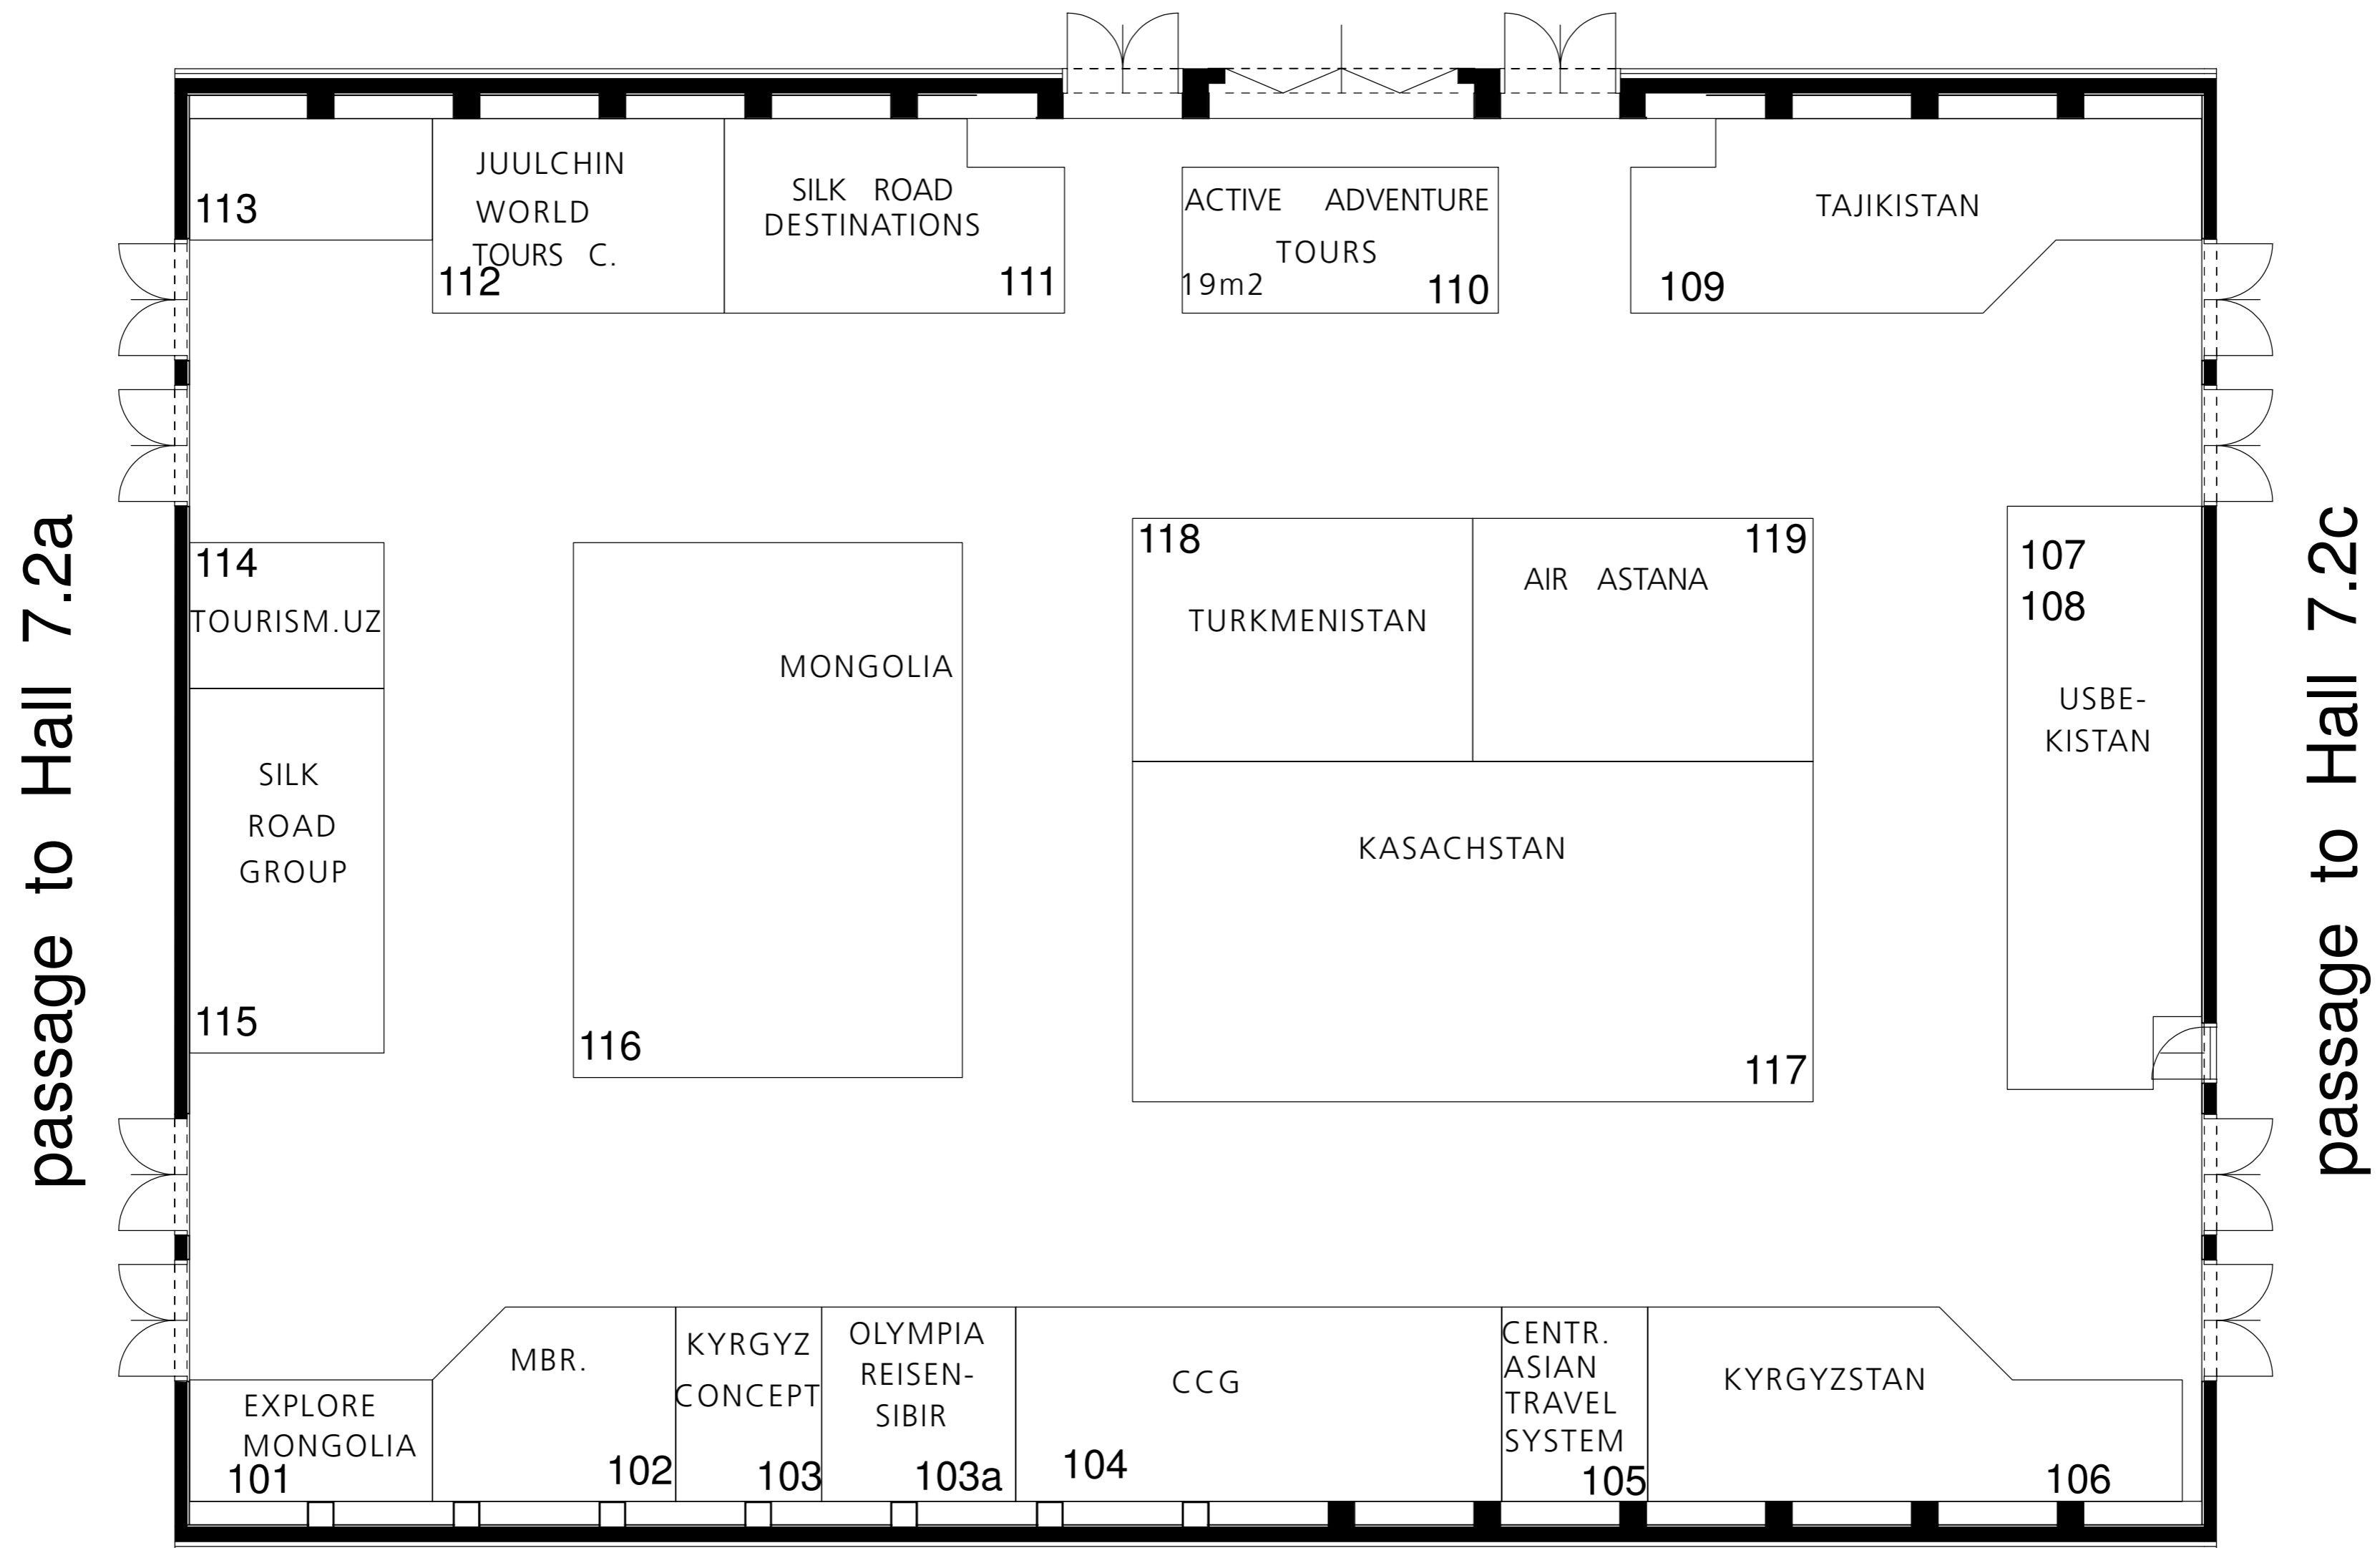 JUULCHIN
WORLD
TOURS C.
112
113
SILK ROAD
DESTINATIONS
111
ACTIVE ADVENTURE
TOURS
19m2
110
TAJIKISTAN
109
passage to Hall 7.2a
114
TOURISM.UZ
SILK
ROAD
GROUP
115
MONGOLIA
116
118
TURKMENISTAN
119
AIR ASTANA
KASACHSTAN
117
107
108
USBE-
KISTAN
passage to Hall 7.2c
EXPLORE
MONGOLIA
101
MBR.
102
KYRGYZ
CONCEPT
103
OLYMPIA
REISEN-
SIBIR
103a
CCG
104
CENTR.
ASIAN
TRAVEL
SYSTEM
105
KYRGYZSTAN
106